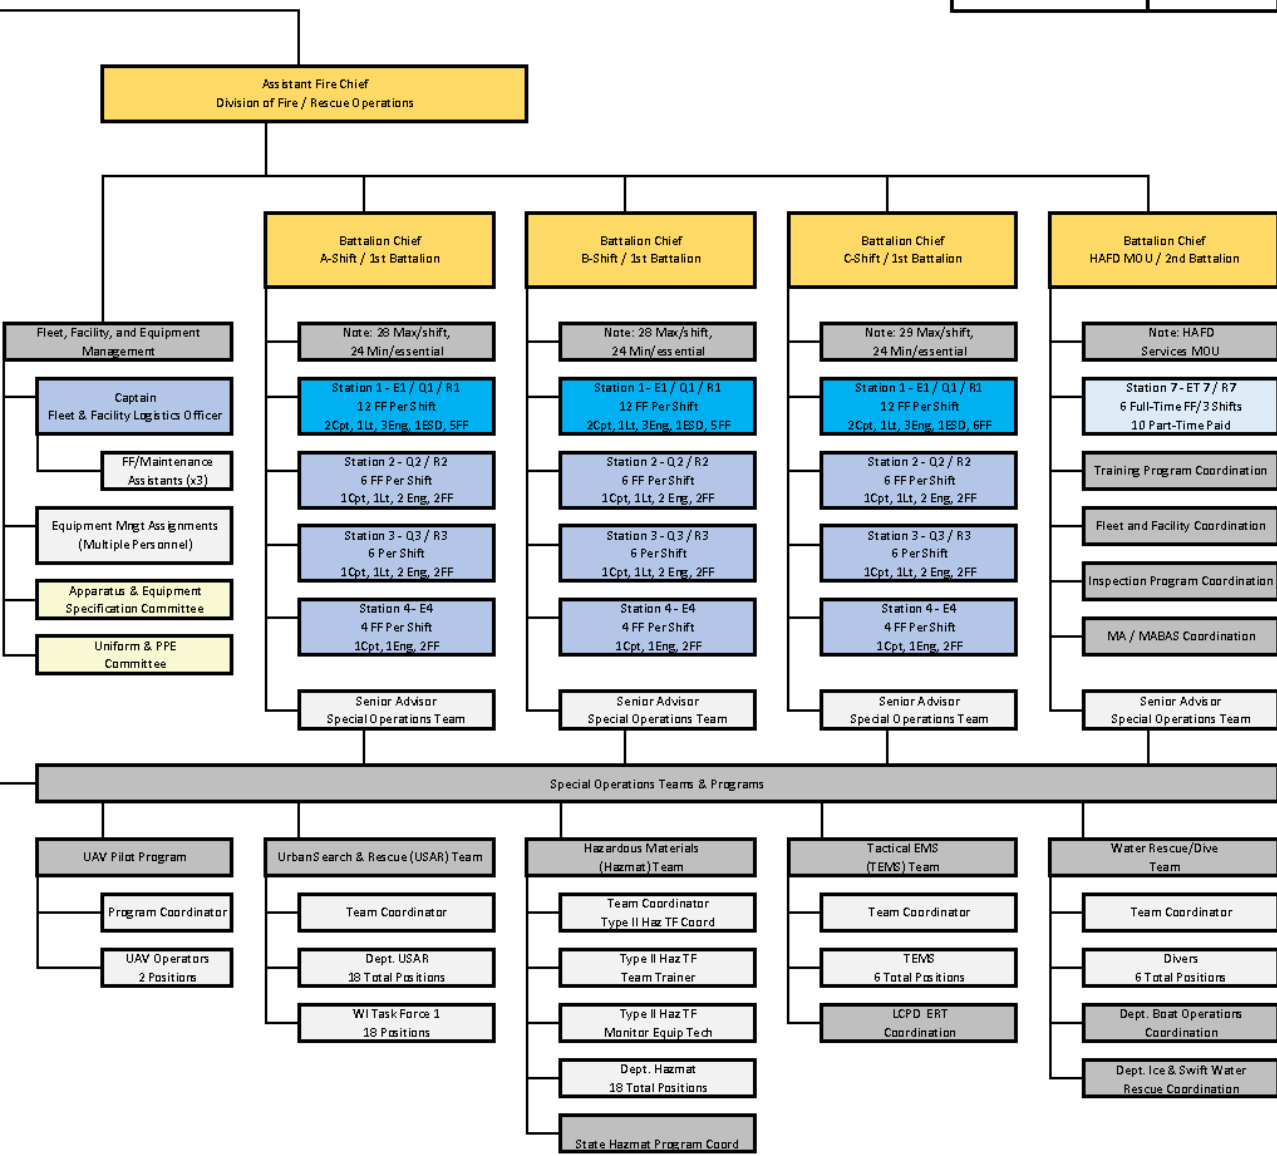 Assistant Fire Chief
Division of Fire / Rescue Operations
Battalion Chief
A-Shift / 1st Battalion
Battalion Chief
B-Shift / 1st Battalion
Battalion Chief
C-Shift / 1st Battalion
Battalion Chief
HAFD MOU / 2nd Battalion
Fleet, Facility, and Equipment
Management
Captain
Fleet & Facility Logistics Officer
FF/Maintenance
Assistants (x3)
Equipment Mngt Assignments
(Multiple Personnel)
Apparatus & Equipment
Specification Committee
Uniform & PPE
Committee
Note: 28 Max/shift,
24 Min/essential
Station 1 - E1 / Q1 / R1
12 FF Per Shift
2Cpt, 1Lt, 3Eng, 1ESD, 5FF
Station 2 - Q2 / R2
6 FF Per Shift
1Cpt, 1Lt, 2 Eng, 2FF
Station 3 - Q3 / R3
6 Per Shift
1Cpt, 1Lt, 2 Eng, 2FF
Station 4 - E4
4 FF Per Shift
1Cpt, 1Eng, 2FF
Senior Advisor
Special Operations Team
Note: 28 Max/shift,
24 Min/essential
Station 1 - E1 / Q1 / R1
12 FF Per Shift
2Cpt, 1Lt, 3Eng, 1ESD, 5FF
Station 2 - Q2 / R2
6 FF Per Shift
1Cpt, 1Lt, 2 Eng, 2FF
Station 3 - Q3 / R3
6 Per Shift
1Cpt, 1Lt, 2 Eng, 2FF
Station 4 - E4
4 FF Per Shift
1Cpt, 1Eng, 2FF
Senior Advisor
Special Operations Team
Note: 29 Max/shift,
24 Min/essential
Station 1 - E1 / Q1 / R1
12 FF Per Shift
2Cpt, 1Lt, 3Eng, 1ESD, 6FF
Station 2 - Q2 / R2
6 FF Per Shift
1Cpt, 1Lt, 2 Eng, 2FF
Station 3 - Q3 / R3
6 Per Shift
1Cpt, 1Lt, 2 Eng, 2FF
Station 4 - E4
4 FF Per Shift
1Cpt, 1Eng, 2FF
Senior Advisor
Special Operations Team
Note: HAFD
Services MOU
Station 7 - ET 7 / R7
6 Full-Time FF/3 Shifts
10 Part-Time Paid
Training Program Coordination
Fleet and Facility Coordination
Inspection Program Coordination
MA / MABAS Coordination
Senior Advisor
Special Operations Team
Special Operations Teams & Programs
UAV Pilot Program
Program Coordinator
UAV Operators
2 Positions
Urban Search & Rescue (USAR) Team
Team Coordinator
Dept. USAR
18 Total Positions
WI Task Force 1
18 Positions
Hazardous Materials
(Hazmat) Team
Team Coordinator
Type II Haz TF Coord
Type II Haz TF
Team Trainer
Type II Haz TF
Monitor Equip Tech
Dept. Hazmat
18 Total Positions
State Hazmat Program Coord
Tactical EMS
(TEMS) Team
Team Coordinator
TEMS
6 Total Positions
LCPD ERT
Coordination
Water Rescue/Dive
Team
Team Coordinator
Divers
6 Total Positions
Dept. Boat Operations
Coordination
Dept. Ice & Swift Water
Rescue Coordination